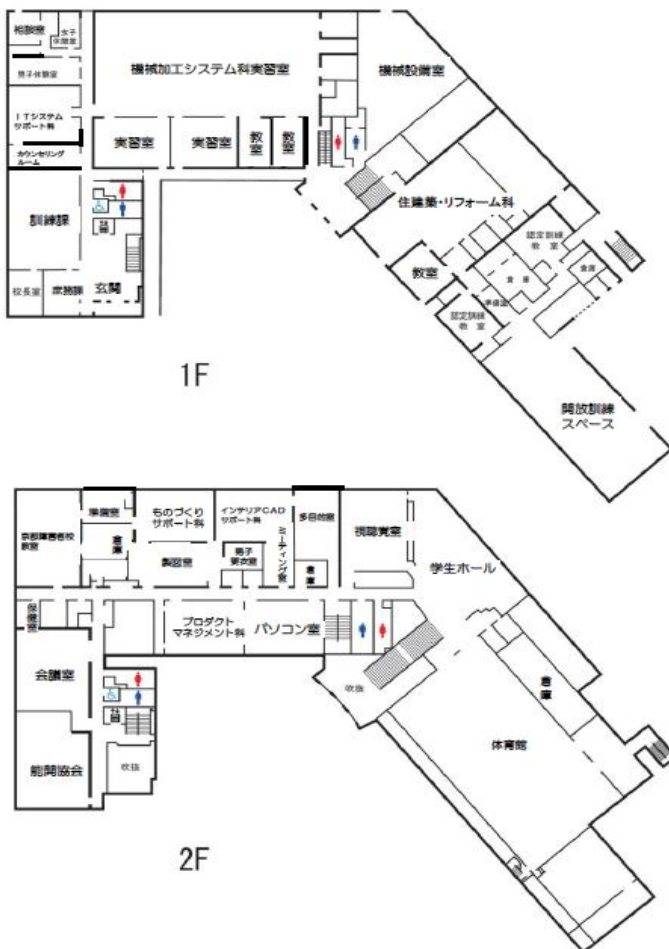 相談室
女子
休憩室
男子休憩室
機械加工システム科実習室
機械設備室
ITシステム
サポート科
カウンセリング
ルーム
実習室
実習室
教室
教室
訓練課
住建築・リフォーム科
認定訓練
教室
倉庫
倉庫
教室
準備室
認定訓練
教室
校長室
庶務課
玄関
開放訓練
スペース
1F
京都障害者校
教室
準備室
倉庫
ものづくり
サポート科
製図室
インテリアCAD
サポート科
男子
更衣室
ミーティング室
多目的室
倉庫
視聴覚室
学生ホール
保健室
プロダクト
マネジメント科
パソコン室
会議室
吹抜
倉庫
体育館
能開協会
吹抜
2F